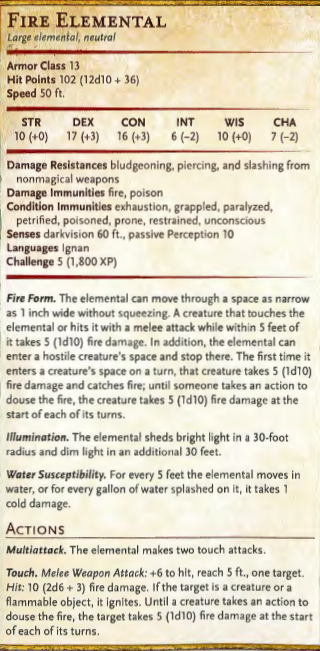 FIRE ELEMENTAL
Large elemental, neutral
Armor Class 13
Hit Points 102 (12d10 + 36)
Speed 50 ft.
STR DEX CON INT WIS CHA
10 (+0) 17 (+3) 16 (+3) 6 (−2) 10 (+0) 7 (−2)
Damage Resistances bludgeoning, piercing, and slashing from
nonmagical weapons
Damage Immunities fire, poison
Condition Immunities exhaustion, grappled, paralyzed,
petrified, poisoned, prone, restrained, unconscious
Senses darkvision 60 ft., passive Perception 10
Languages Ignan
Challenge 5 (1,800 XP)
Fire Form. The elemental can move through a space as narrow
as 1 inch wide without squeezing. A creature that touches the
elemental or hits it with a melee attack while within 5 feet of
it takes 5 (1d10) fire damage. In addition, the elemental can
enter a hostile creature's space and stop there. The first time it
enters a creature's space on a turn, that creature takes 5 (1d10)
fire damage and catches fire; until someone takes an action to
douse the fire, the creature takes 5 (1d10) fire damage at the
start of each of its turns.
Illumination. The elemental sheds bright light in a 30-foot
radius and dim light in an additional 30 feet.
Water Susceptibility. For every 5 feet the elemental moves in
water, or for every gallon of water splashed on it, it takes 1
cold damage.
ACTIONS
Multiattack. The elemental makes two touch attacks.
Touch. Melee Weapon Attack: +6 to hit, reach 5 ft., one target.
Hit: 10 (2d6 + 3) fire damage. If the target is a creature or a
flammable object, it ignites. Until a creature takes an action to
douse the fire, the target takes 5 (1d10) fire damage at the start
of each of its turns.